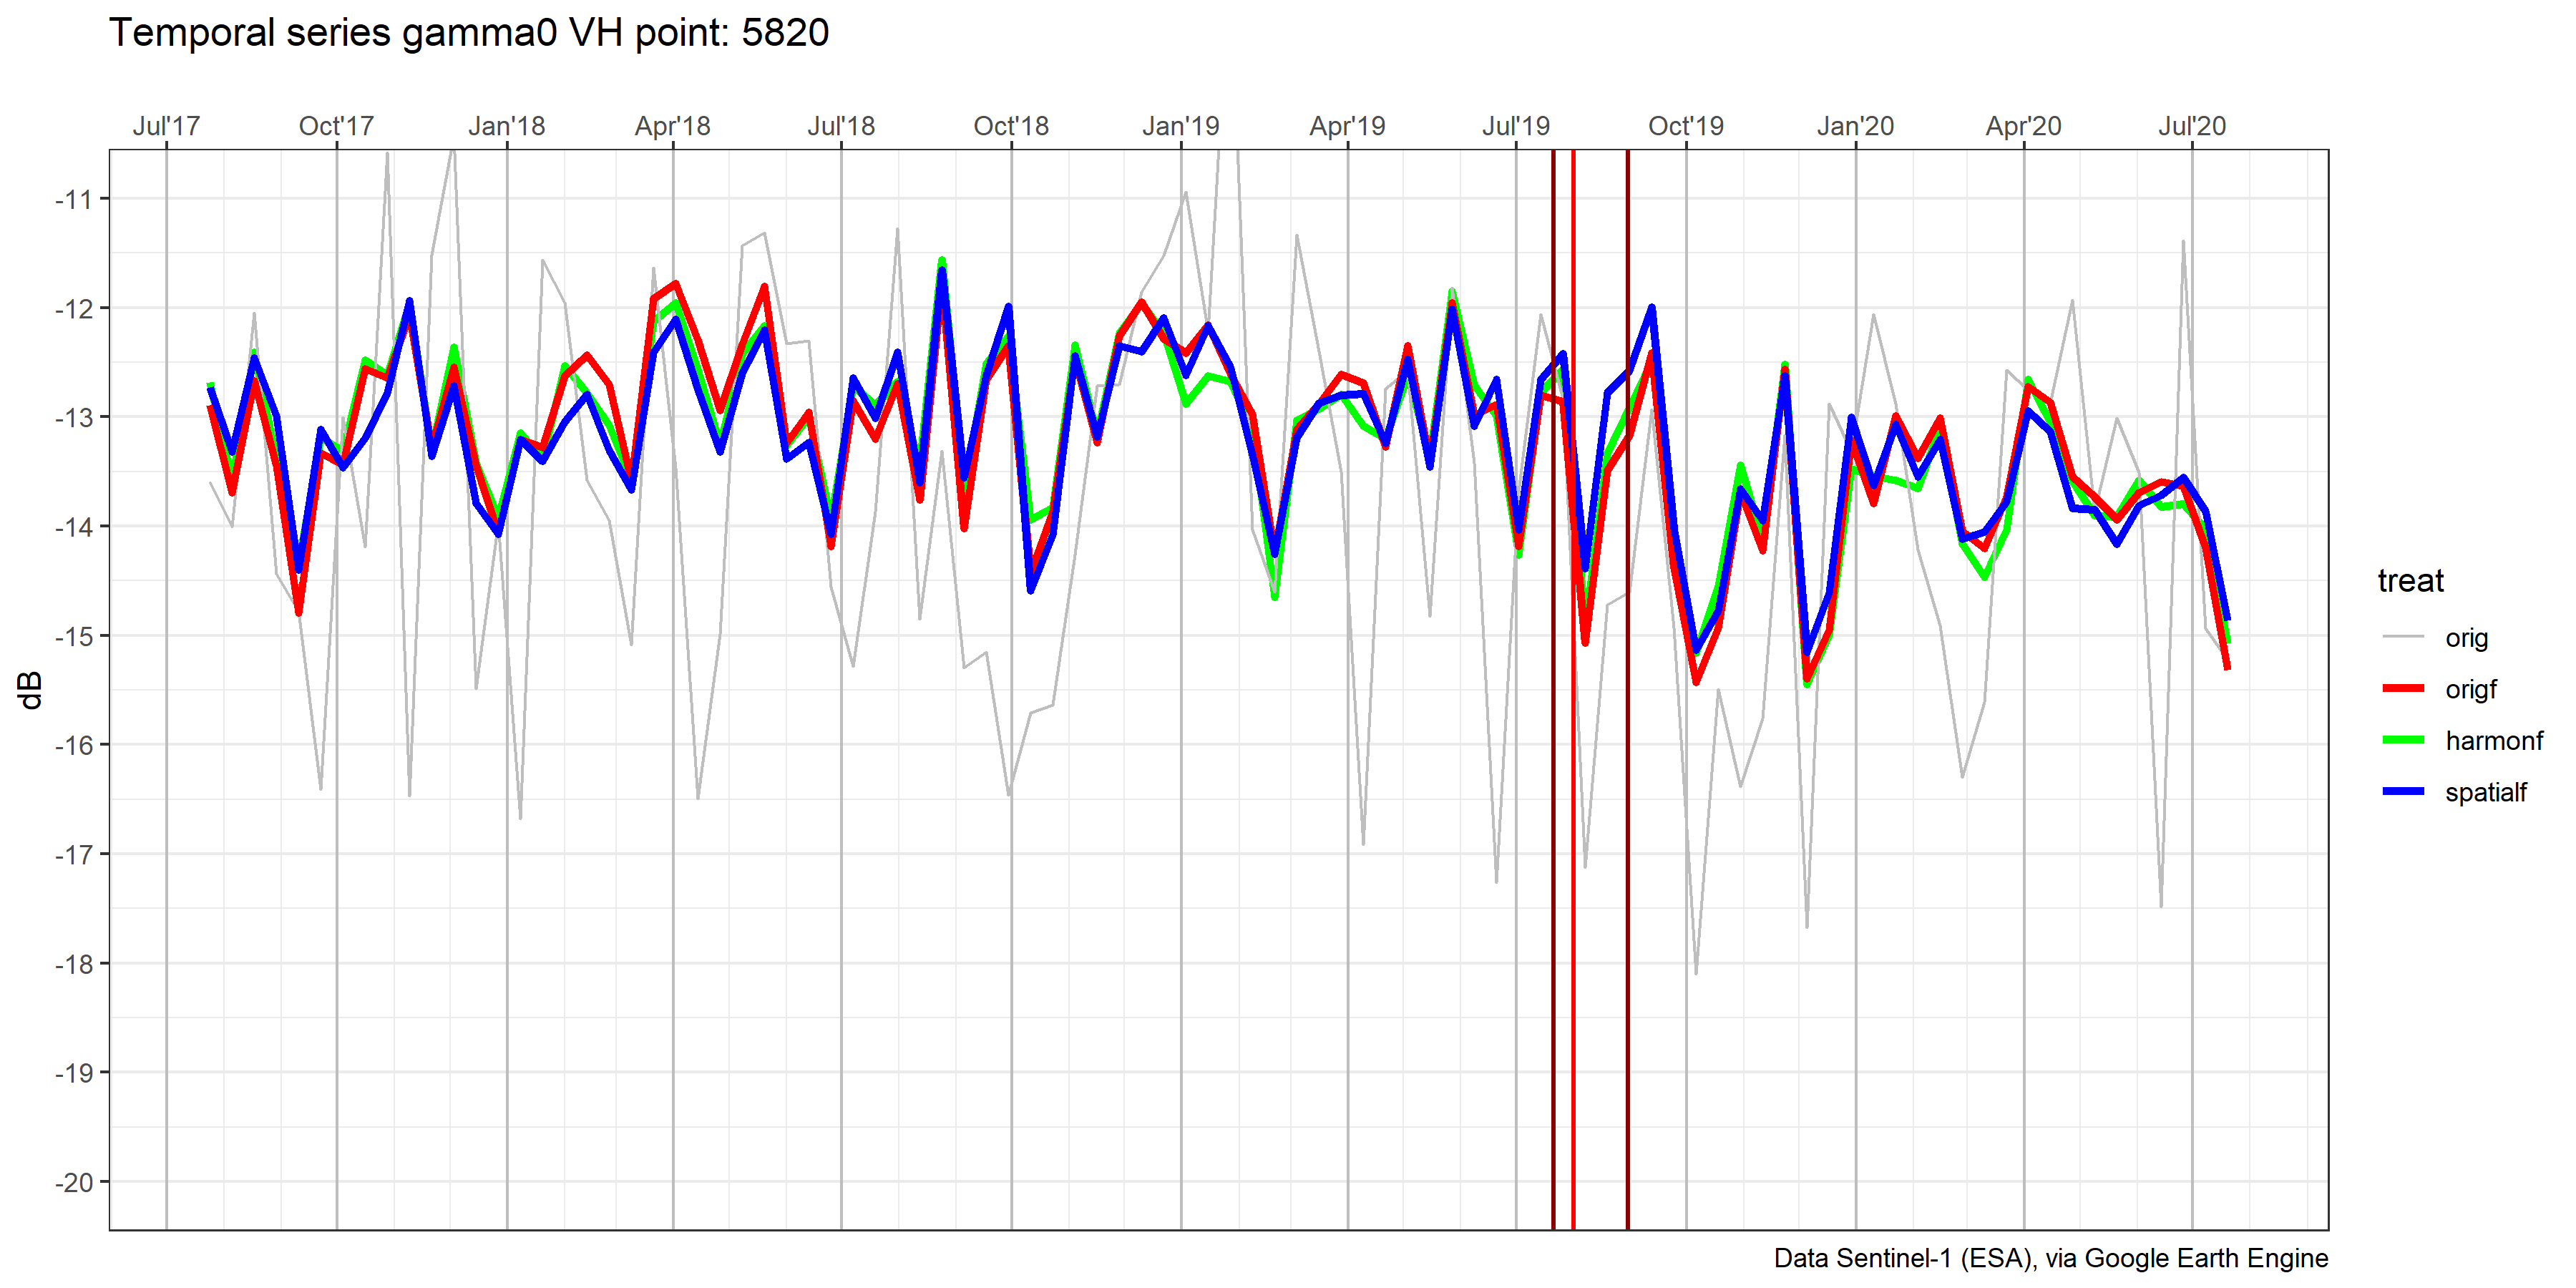 Temporal series gamma0 VH point: 5820
Jul'17 Oct'17 Jan'18 Apr'18 Jul'18 Oct'18 Jan'19 Apr'19 Jul'19 Oct'19 Jan'20 Apr'20 Jul'20
-11
-12
-13
-14
-15
-16
-17
-18
-19
-20
dB
treat
orig
origf
harmonf
spatialf
Data Sentinel-1 (ESA), via Google Earth Engine